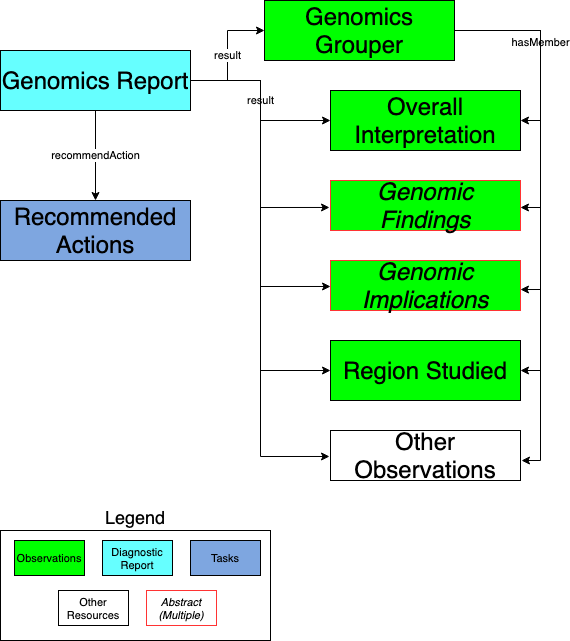 Genomics
Grouper
hasMember
result
Genomics Report
result
Overall
Interpretation
recommendAction
Genomic
Findings
Recommended
Actions
Genomic
Implications
Region Studied
Other
Observations
Legend
Observations
Diagnostic
Report
Tasks
Other
Resources
Abstract
(Multiple)